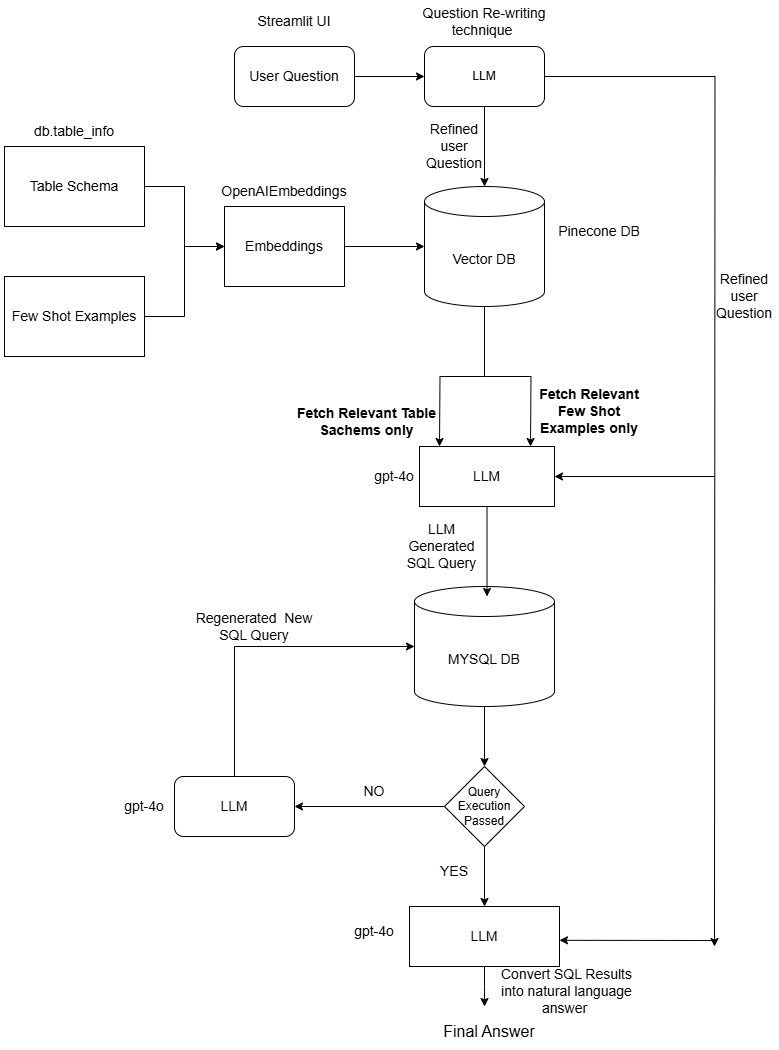 Streamlit UI
Question Re-writing
technique
User Question
LLM
Refined
user
Question
db.table_info
Table Schema
OpenAIEmbeddings
Embeddings
Few Shot Examples
Vector DB
Pinecone DB
Refined
user
Question
Fetch Relevant Table
Sachems only
Fetch Relevant
Few Shot
Examples only
gpt-4o
LLM
LLM
Generated
SQL Query
Regenerated  New
SQL Query
MYSQL DB
Query
Execution
Passed
NO
gpt-4o
LLM
YES
gpt-4o
LLM
Convert SQL Results
into natural language
answer
Final Answer